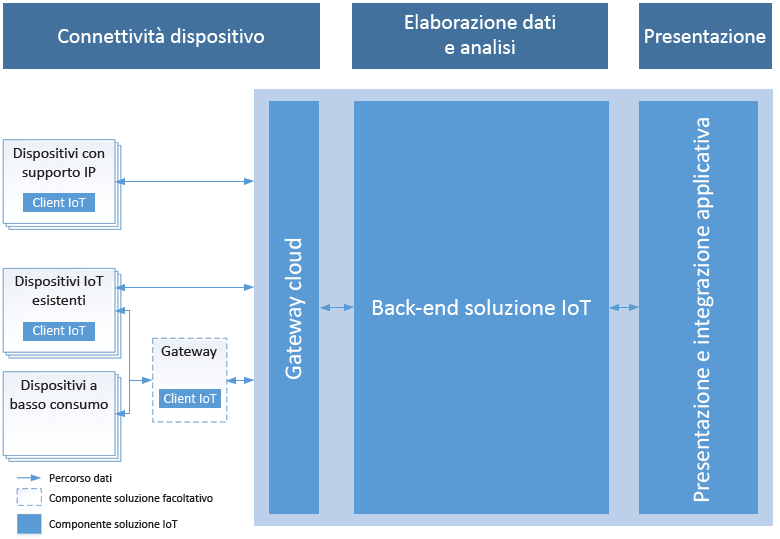 Connettività dispositivo
Elaborazione dati
e analisi
Presentazione
Dispositivi con
supporto IP
Client IoT
Dispositivi IoT
esistenti
Client IoT
Gateway
Client IoT
Dispositivi a
basso consumo
Gateway cloud
Back-end soluzione IoT
Presentazione e integrazione applicativa
Percorso dati
Componente soluzione facoltativo
Componente soluzione IoT